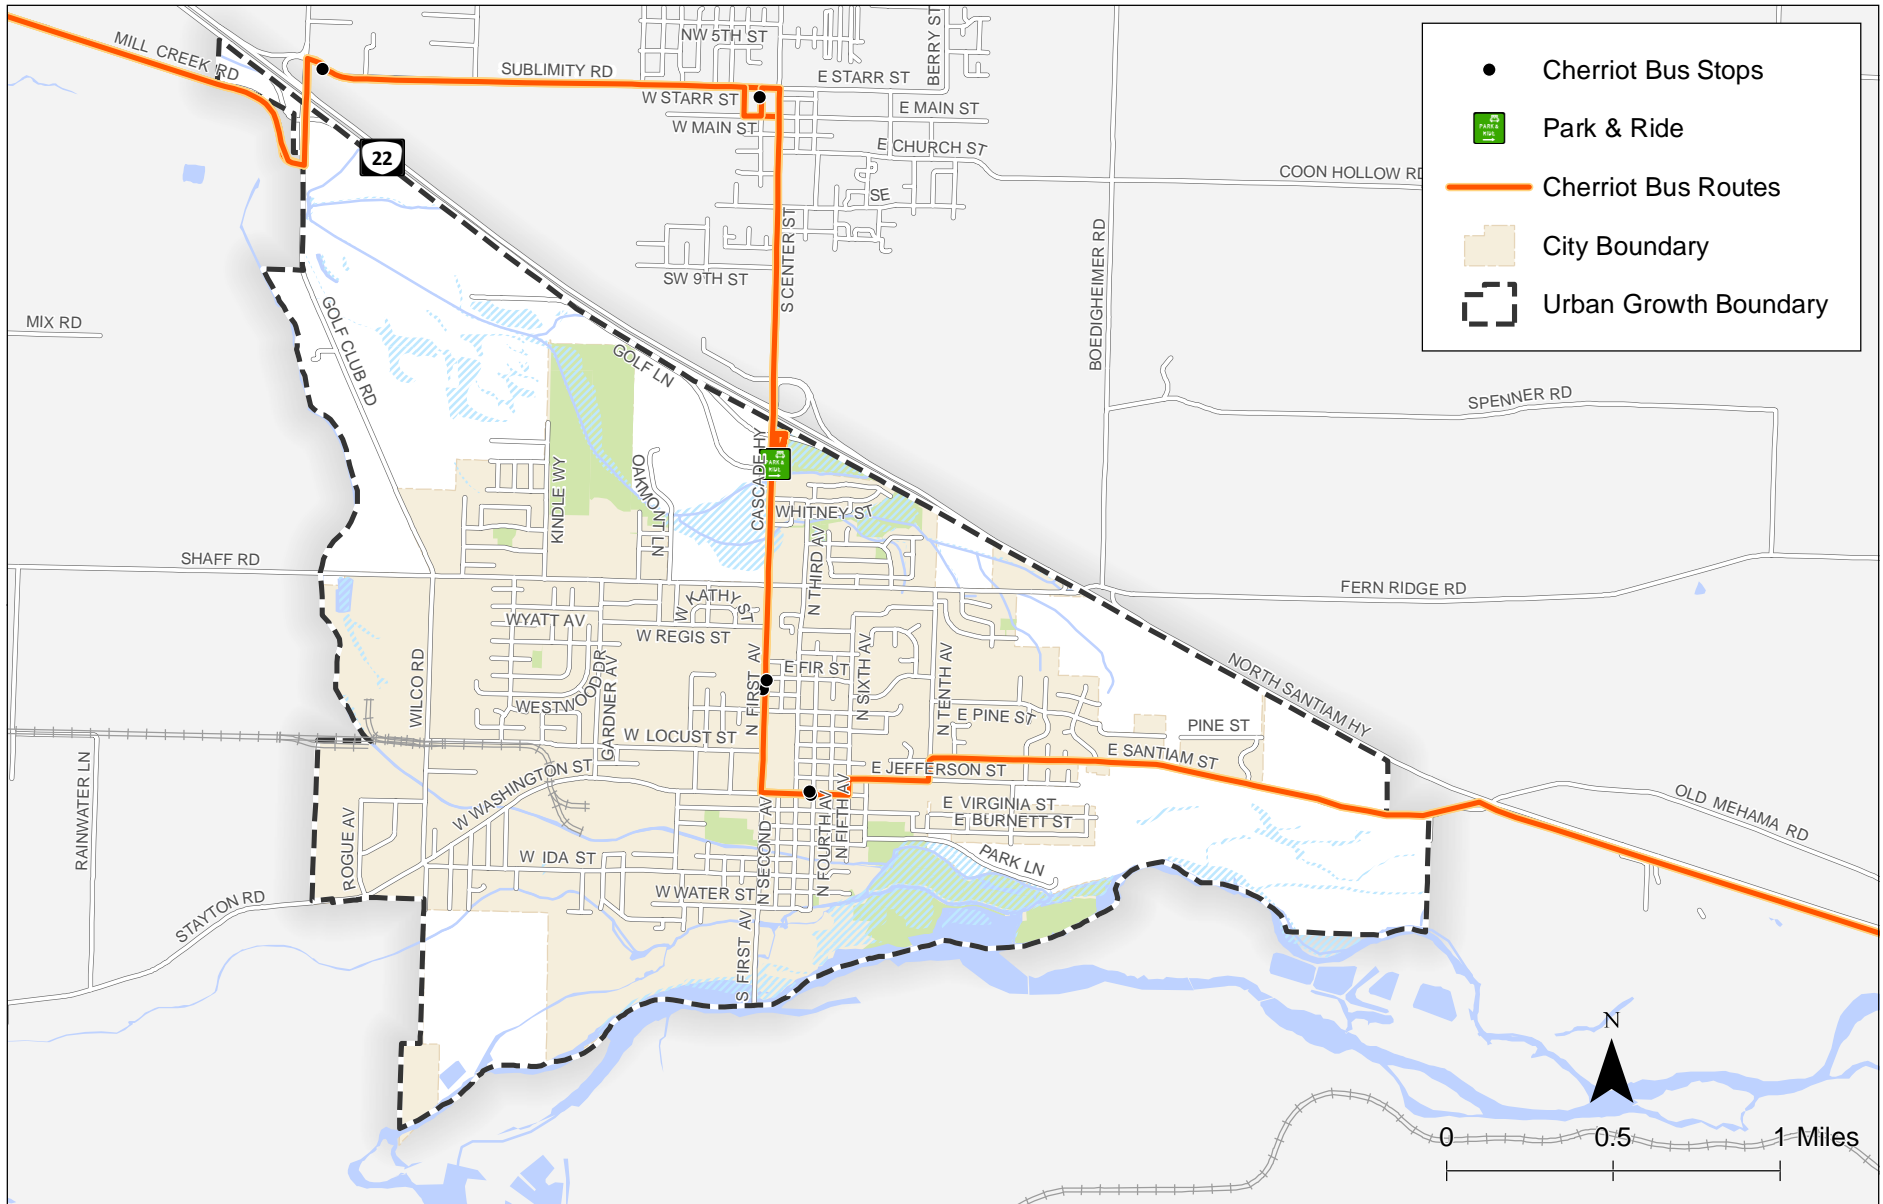 NW 5TH ST
BERRY ST
MILL CREEK RD
SUBLIMITY RD
E STARR ST
W STARR ST
E MAIN ST
W MAIN ST
E CHURCH ST
22
COON HOLLOW RD
SE
S CENTER ST
BOEDIGHEIMER RD
SW 9TH ST
MIX RD
GOLF CLUB RD
GOLF LN
SPENNER RD
KINDLE WY
OAKMONT LN
CASCADE HY
PARK &
RIDE
WHITNEY ST
SHAFF RD
N THIRD AV
FERN RIDGE RD
W KATHY ST
WYATT AV
W REGIS ST
WILCO RD
WESTWOOD DR
GARDNER AV
N FIRST AV
E FIR ST
N SIXTH AV
N TENTH AV
NORTH SANTIAM HY
E PINE ST
PINE ST
W LOCUST ST
E SANTIAM ST
E JEFFERSON ST
RAINWATER LN
W WASHINGTON ST
ROGUE AV
N SECOND AV
N FOURTH AV
N FIFTH AV
E VIRGINIA ST
E BURNETT ST
OLD MEHAMA RD
W IDA ST
PARK LN
W WATER ST
STAYTON RD
S FIRST AV
Cherriot Bus Stops
PARK &
RIDE
Park & Ride
Cherriot Bus Routes
City Boundary
Urban Growth Boundary
N
0 0.5 1 Miles